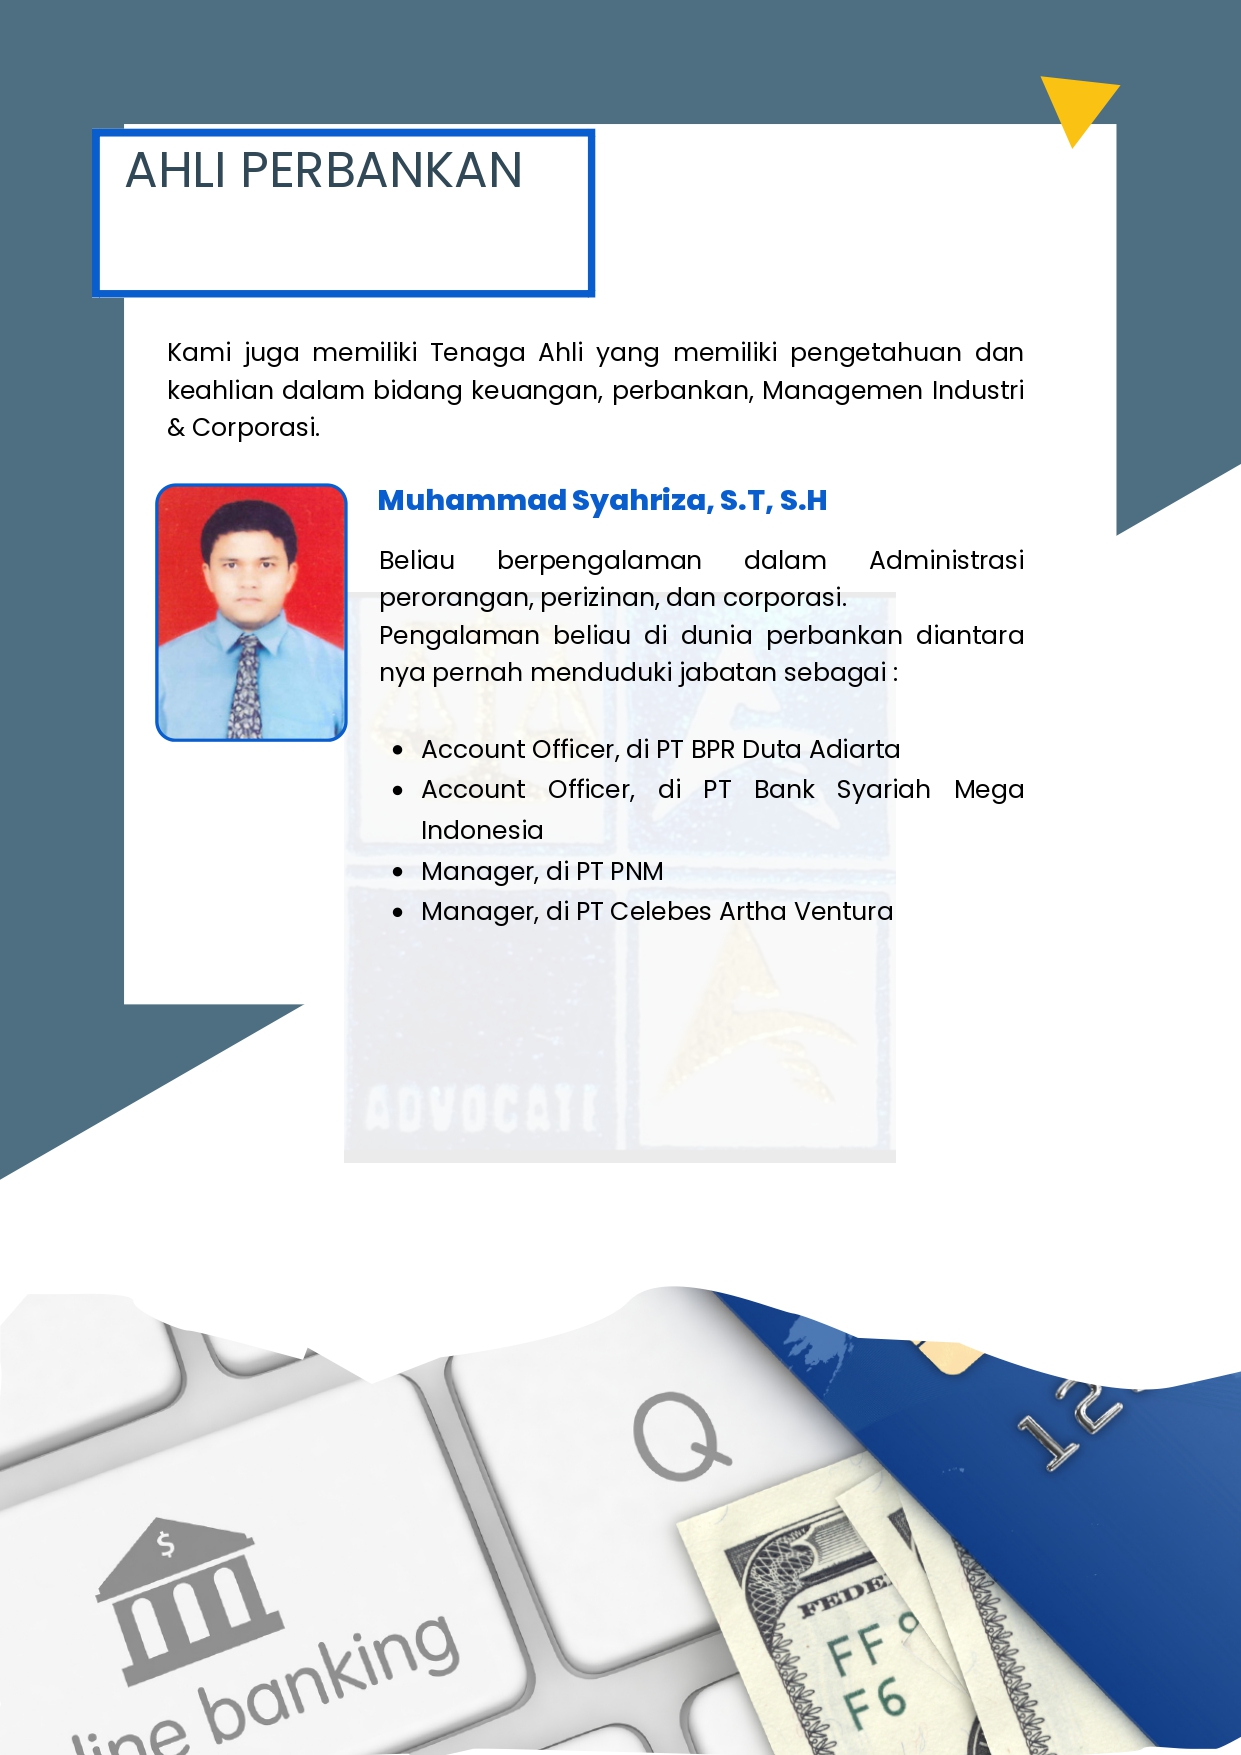 AHLI PERBANKAN
Kami juga memiliki Tenaga Ahli yang memiliki pengetahuan dan
keahlian dalam bidang keuangan, perbankan, Managemen Industri
& Corporasi.
Muhammad Syahriza, S.T, S.H
Beliau berpengalaman dalam Administrasi
perorangan, perizinan, dan corporasi.
Pengalaman beliau di dunia perbankan diantara
nya pernah menduduki jabatan sebagai :
• Account Officer, di PT BPR Duta Adiarta
• Account Officer, di PT Bank Syariah Mega
Indonesia
• Manager, di PT PNM
• Manager, di PT Celebes Artha Ventura
ADVOCATE
Q
12
$
FEDE
FF 9
F6
line banking